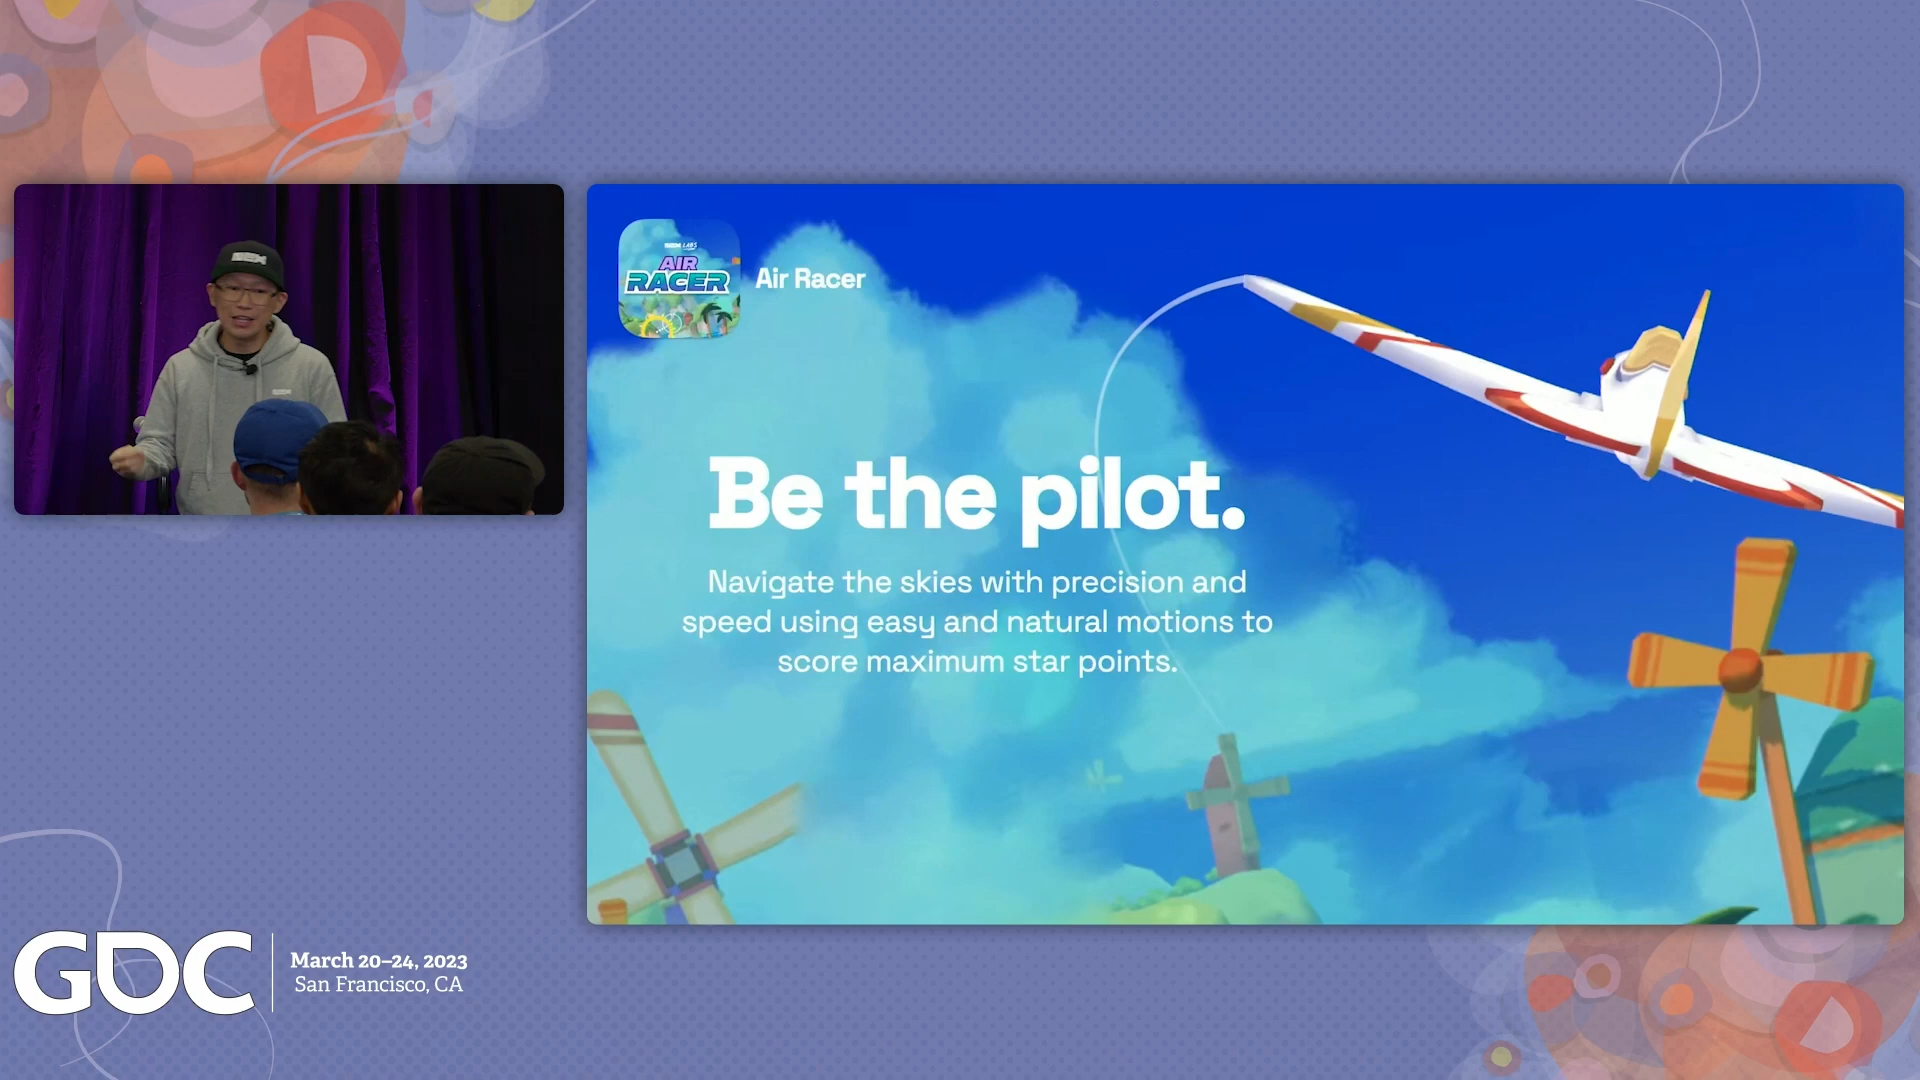 LABS
AIR
RACER
Air Racer
Be the pilot.
Navigate the skies with precision and
speed using easy and natural motions to
score maximum star points.
GDC
March 20–24, 2023
San Francisco, CA